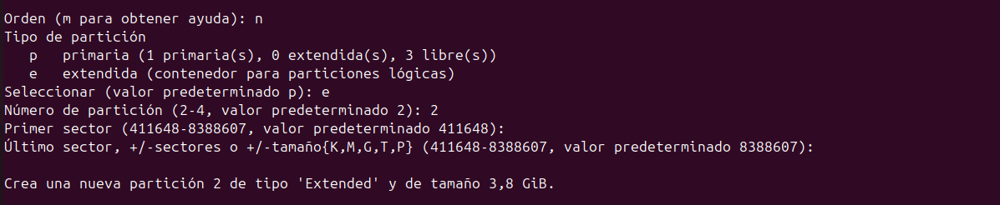 Orden (m para obtener ayuda): n
Tipo de partición
p primaria (1 primaria(s), 0 extendida(s), 3 libre(s))
e extendida (contenedor para particiones lógicas)
Seleccionar (valor predeterminado p): e
Número de partición (2-4, valor predeterminado 2): 2
Primer sector (411648-8388607, valor predeterminado 411648):
Último sector, +/-sectores o +/-tamaño{K,M,G,T,P} (411648-8388607, valor predeterminado 8388607):
Crea una nueva partición 2 de tipo 'Extended' y de tamaño 3,8 GiB.